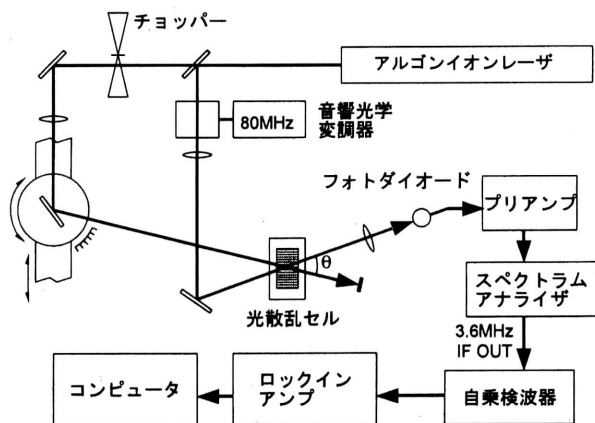 チョッパー
アルゴンイオンレーザ
80MHz
音響光学
変調器
フォトダイオード
プリアンプ
θ
光散乱セル
スペクトラム
アナライザ
3.6MHz
IF OUT
コンピュータ
ロックイン
アンプ
自乗検波器